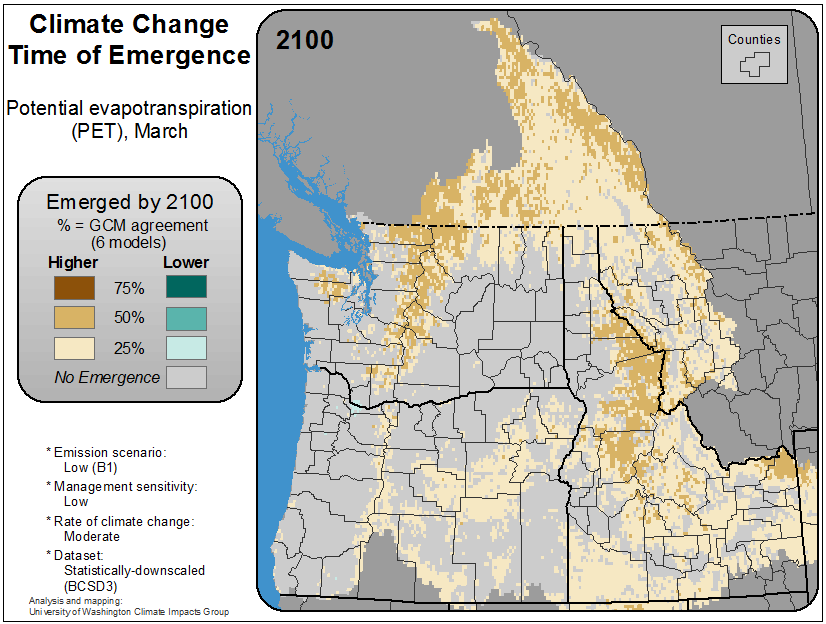 Climate Change
Time of Emergence
Potential evapotranspiration
(PET), March
Emerged by 2100
% = GCM agreement
(6 models)
Higher Lower
75%
50%
25%
No Emergence
* Emission scenario:
Low (B1)
* Management sensitivity:
Low
* Rate of climate change:
Moderate
* Dataset:
Statistically-downscaled
(BCSD3)
Analysis and mapping:
University of Washington Climate Impacts Group
2100
Counties